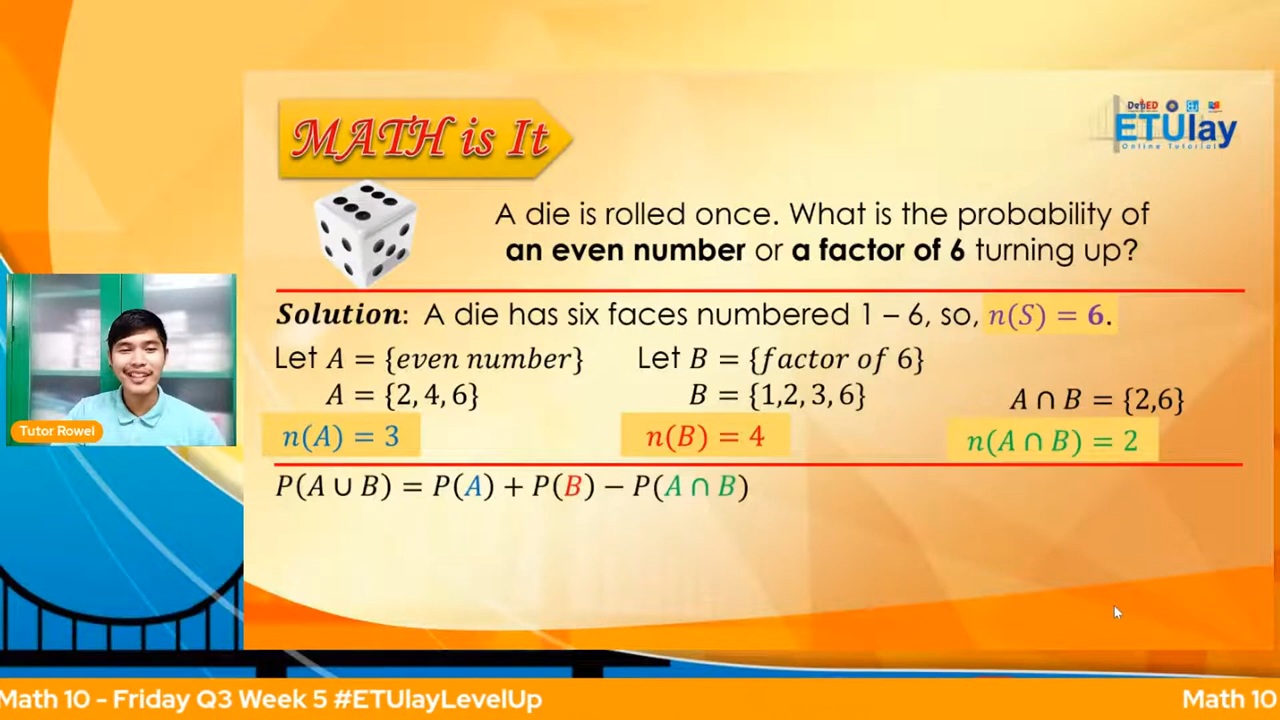 MATH is It
DepED
ETUlay
Online Tutorial
A die is rolled once. What is the probability of
an even number or a factor of 6 turning up?
Solution: A die has six faces numbered 1 – 6, so, n(S) = 6.
Let A = {even number} Let B = {factor of 6}
A = {2, 4, 6} B = {1,2, 3, 6} A ∩ B = {2,6}
n(A) = 3 n(B) = 4 n(A ∩ B) = 2
P(A ∪ B) = P(A) + P(B) − P(A ∩ B)
Tutor Rowel
Math 10 - Friday Q3 Week 5 #ETUlayLevelUp Math 10